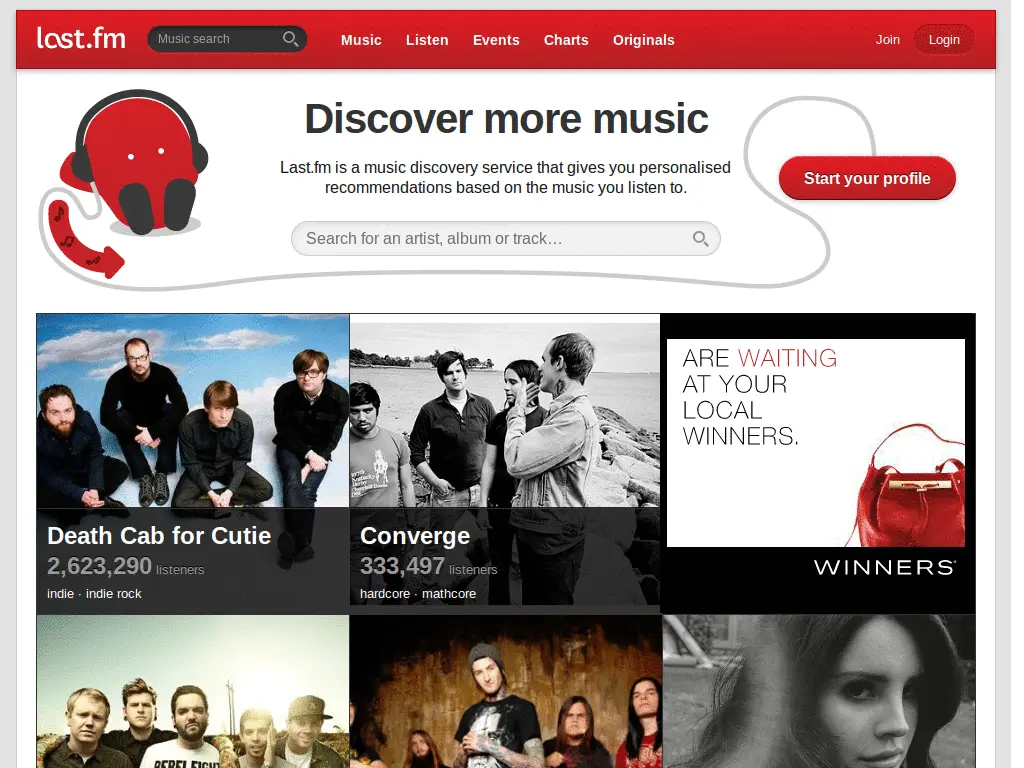 last.fm
Music search
Music Listen Events Charts Originals
Join Login
Discover more music
Last.fm is a music discovery service that gives you personalised
recommendations based on the music you listen to.
Start your profile
Search for an artist, album or track…
ARE WAITING
AT YOUR
LOCAL
WINNERS.
WINNERS
Death Cab for Cutie
2,623,290 listeners
indie · indie rock
Converge
333,497 listeners
hardcore · mathcore